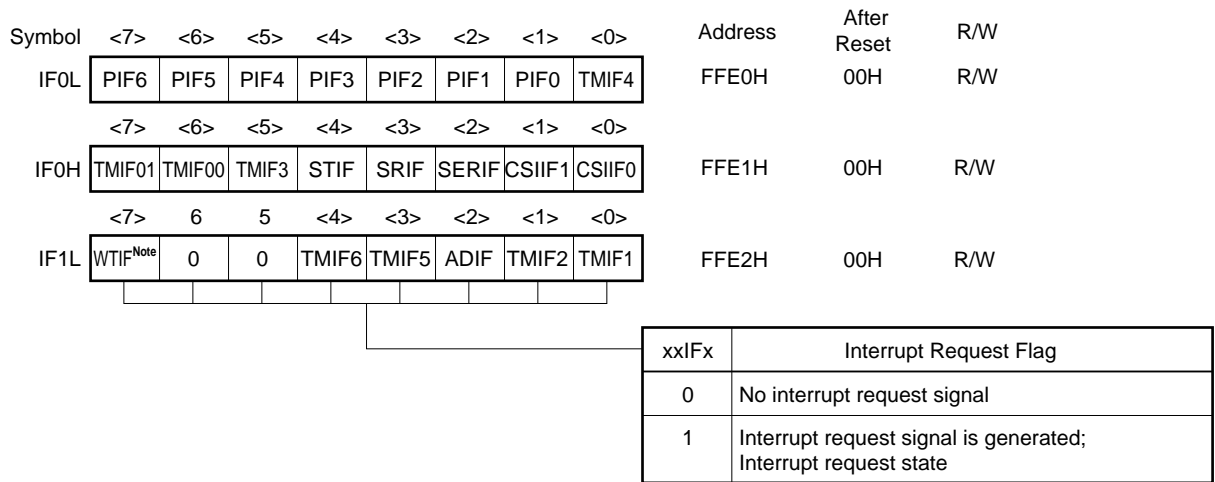 Symbol <7> <6> <5> <4> <3> <2> <1> <0> Address After Reset R/W
IF0L PIF6 PIF5 PIF4 PIF3 PIF2 PIF1 PIF0 TMIF4 FFE0H 00H R/W
<7> <6> <5> <4> <3> <2> <1> <0>
IF0H TMIF01 TMIF00 TMIF3 STIF SRIF SERIF CSIIF1 CSIIF0 FFE1H 00H R/W
<7> 6 5 <4> <3> <2> <1> <0>
IF1L WTIFNote 0 0 TMIF6 TMIF5 ADIF TMIF2 TMIF1 FFE2H 00H R/W
xxIFx Interrupt Request Flag
0 No interrupt request signal
1 Interrupt request signal is generated;
Interrupt request state